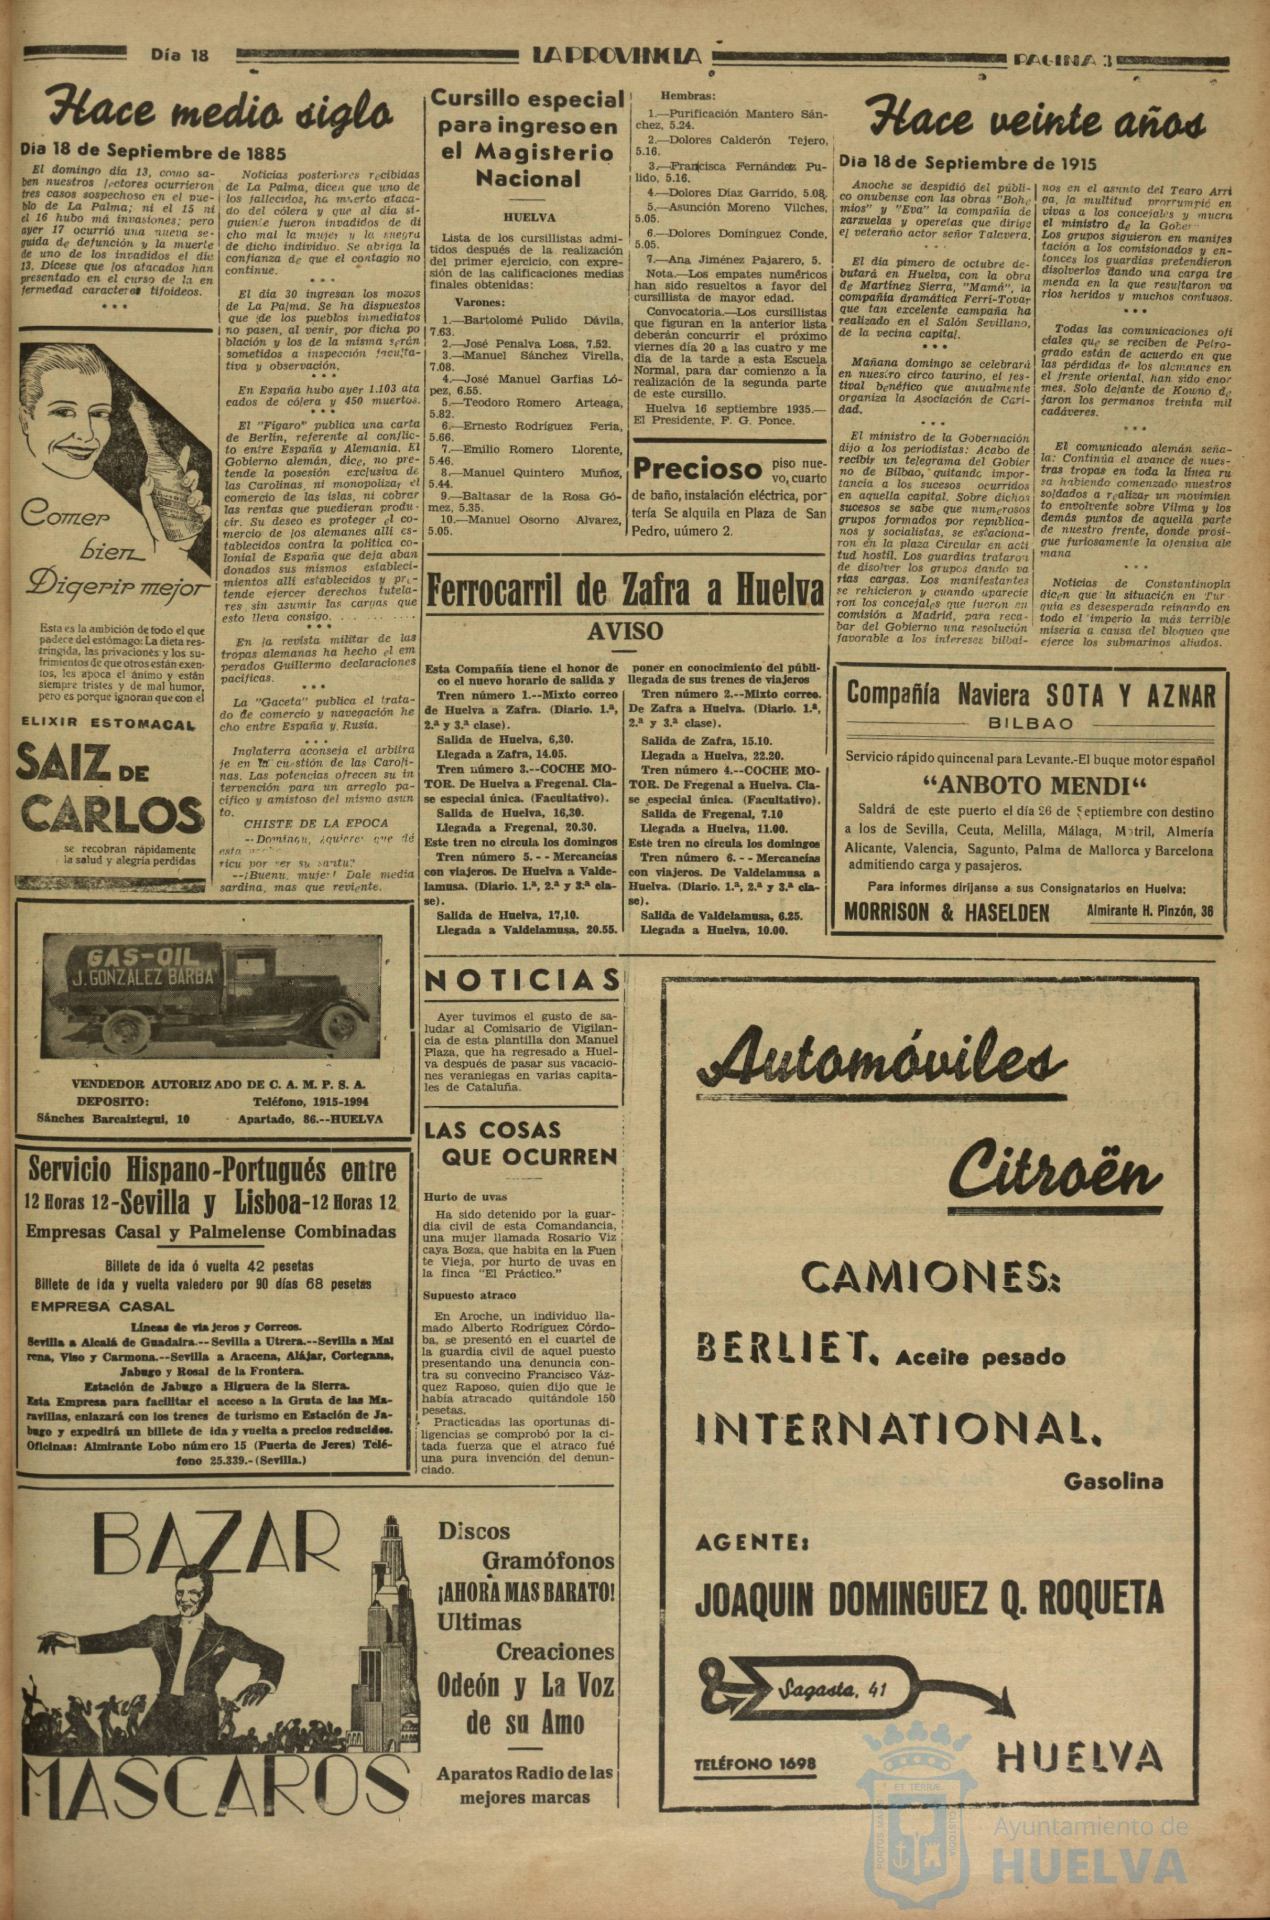 Día 18
LA PROVINCIA
PAGINA 3
Hace medio siglo
Día 18 de Septiembre de 1885
El domingo día 13, como sa-
ben nuestros lectores ocurrieron
tres casos sospechoso en el pue-
blo de La Palma; ni el 15 ni
el 16 hubo má invasiones; pero
ayer 17 ocurrió una nueva se-
guida de defunción y la muerte
de uno de los invadidos el día
13. Dícese que los atacados han
presentado en el curso de la en
fermedad caracteres tifoideos.
* * *
Comer
bien
Digerir mejor
Esta es la ambición de todo el que
padece del estómago: La dieta res-
tringida, las privaciones y los su-
frimientos de que otros están exen-
tos, les apoca el ánimo y están
siempre tristes y de mal humor,
pero es porque ignoran que con el
ELIXIR ESTOMACAL
SAIZ DE
CARLOS
se recobran rápidamente
la salud y alegría perdidas
Noticias posteriores recibidas
de La Palma, dicen que uno de
los fallecidos, ha muerto ataca-
do del cólera y que al día si-
guiente fueron invadidos de di
cho mal la mujer y la suegra
de dicho individuo. Se abriga la
confianza de que el contagio no
continue.
* * *
El día 30 ingresan los mozos
de La Palma. Se ha dispuestos
que de los pueblos inmediatos
no pasen, al venir, por dicha po
blación y los de la misma serán
sometidos a inspección faculta-
tiva y observación.
* * *
En España hubo ayer 1.103 ata
cados de cólera y 450 muertos.
* * *
El "Figaro" publica una carta
de Berlin, referente al conflic-
to entre España y Alemania. El
Gobierno alemán, dice, no pre-
tende la posesión exclusiva de
las Carolinas, ni monopolizar el
comercio de las islas, ni cobrar
las rentas que puedieran produ-
cir. Su deseo es proteger el co-
mercio de los alemanes allí es-
tablecidos contra la política co-
lonial de España que deja aban
donados sus mismos estableci-
mientos allí establecidos y pre-
tende ejercer derechos tutela-
res, sin asumir las cargas que
esto lleva consigo.
* * *
En la revista militar de las
tropas alemanas ha hecho el em
perados Guillermo declaraciones
pacíficas.
* * *
La "Gaceta" publica el trata-
do de comercio y navegación he
cho entre España y Rusia.
* * *
Inglaterra aconseja el arbitra
je en la cuestión de las Caroli-
nas. Las potencias ofrecen su in
tervención para un arreglo pa-
cífico y amistoso del mismo asun
to.
CHISTE DE LA EPOCA
--Domingu, ¿quieres que dé
esta
ricu por ser su santu?
--¡Buenu, mujer! Dale media
sardina, mas que reviente.
Cursillo especial
para ingreso en
el Magisterio
Nacional
HUELVA
Lista de los cursillistas admi-
tidos después de la realización
del primer ejercicio, con expre-
sión de las calificaciones medias
finales obtenidas:
Varones:
1.—Bartolomé Pulido Dávila,
7.63.
2.—José Penalva Losa, 7.52.
3.—Manuel Sánchez Virella,
7.08.
4.—José Manuel Garfias Ló-
pez, 6.55.
5.—Teodoro Romero Arteaga,
5.82.
6.—Ernesto Rodríguez Feria,
5.66.
7.—Emilio Romero Llorente,
5.46.
8.—Manuel Quintero Muñoz,
5.44.
9.—Baltasar de la Rosa Gó-
mez, 5.35.
10.—Manuel Osorno Alvarez,
5.05.
Hembras:
1.—Purificación Mantero Sán-
chez, 5.24.
2.—Dolores Calderón Tejero,
5.16.
3.—Francisca Fernández Pu-
lido, 5.16.
4.—Dolores Díaz Garrido, 5.08.
5.—Asunción Moreno Vilches,
5.05.
6.—Dolores Domínguez Conde,
5.05.
7.—Ana Jiménez Pajarero, 5.
Nota.—Los empates numéricos
han sido resueltos a favor del
cursillista de mayor edad.
Convocatoria.—Los cursillistas
que figuran en la anterior lista
deberán concurrir el próximo
viernes día 20 a las cuatro y me
dia de la tarde a esta Escuela
Normal, para dar comienzo a la
realización de la segunda parte
de este cursillo.
Huelva 16 septiembre 1935.—
El Presidente, F. G. Ponce.
Precioso piso nue-
vo, cuarto
de baño, instalación eléctrica, por-
tería Se alquila en Plaza de San
Pedro, uúmero 2.
Hace veinte años
Día 18 de Septiembre de 1915
Anoche se despidió del públi-
co onubense con las obras "Bohe
mios" y "Eva" la compañía de
zarzuelas y operetas que dirige
el veterano actor señor Talavera.
* * *
El día pimero de octubre de-
butará en Huelva, con la obra
de Martínez Sierra, "Mamá", la
compañía dramática Ferri-Tovar
que tan excelente campaña ha
realizado en el Salón Sevillano,
de la vecina capital.
* * *
Mañana domingo se celebrará
en nuestro circo taurino, el fes-
tival benéfico que anualmente
organiza la Asociación de Cari-
dad.
* * *
El ministro de la Gobernación
dijo a los periodistas: Acabo de
recibir un telegrama del Gobier
no de Bilbao, quitando impor-
tancia a los sucesos ocurridos
en aquella capital. Sobre dichos
sucesos se sabe que numerosos
grupos formados por republica-
nos y socialistas, se estaciona-
ron en la plaza Circular en acti
tud hostil. Los guardias trataron
de disolver los grupos dando va
rias cargas. Los manifestantes
se rehicieron y cuando aparecie
ron los concejales que fueron en
comisión a Madrid, para reca-
bar del Gobierno una resolución
favorable a los intereses bilbaí-
nos en el asunto del Tearo Arri
ga, la multitud prorrumpió en
vivas a los concejales y muera
el ministro de la Gober
Los grupos siguieron en manifes
tación a los comisionados y en-
tonces los guardias pretendieron
disolverlos dando una carga tre
menda en la que resultaron va
rios heridos y muchos contusos.
* * *
Todas las comunicaciones ofi
ciales que se reciben de Petro-
grado están de acuerdo en que
las pérdidas de los alemanes en
el frente oriental, han sido enor
mes. Solo delante de Kowno de
jaron los germanos treinta mil
cadáveres.
* * *
El comunicado alemán seña-
la: Continúa el avance de nues-
tras tropas en toda la línea ru
sa habiendo comenzado nuestros
soldados a realizar un movimien
to envolvente sobre Vilma y los
demás puntos de aquella parte
de nuestro frente, donde prosi-
gue furiosamente la ofensiva ale
mana
* * *
Noticias de Constantinopla
dicen que la situación en Tur
quía es desesperada reinando en
todo el imperio la más terrible
miseria a causa del bloqueo que
ejerce los submarinos aliados.
Ferrocarril de Zafra a Huelva
AVISO
Esta Compañía tiene el honor de poner en conocimiento del públi-
co el nuevo horario de salida y llegada de sus trenes de viajeros
Tren número 1.--Mixto correo
de Huelva a Zafra. (Diario. 1.ª,
2.ª y 3.ª clase).
Salida de Huelva, 6,30.
Llegada a Zafra, 14.05.
Tren número 3.--COCHE MO-
TOR. De Huelva a Fregenal. Cla-
se especial única. (Facultativo).
Salida de Huelva, 16,30.
Llegada a Fregenal, 20.30.
Este tren no circula los domingos
Tren número 5.--Mercancías
con viajeros. De Huelva a Valde-
lamusa. (Diario. 1.ª, 2.ª y 3.ª cla-
se).
Salida de Huelva, 17,10.
Llegada a Valdelamusa, 20.55.
Tren número 2.--Mixto correo.
De Zafra a Huelva. (Diario. 1.ª,
2.ª y 3.ª clase).
Salida de Zafra, 15.10.
Llegada a Huelva, 22.20.
Tren número 4.--COCHE MO-
TOR. De Fregenal a Huelva. Cla-
se especial única. (Facultativo).
Salida de Fregenal, 7.10
Llegada a Huelva, 11.00.
Este tren no circula los domingos
Tren número 6.--Mercancías
con viajeros. De Valdelamusa a
Huelva. (Diario. 1.ª, 2.ª y 3.ª cla-
se).
Salida de Valdelamusa, 6.25.
Llegada a Huelva, 10.00.
Compañía Naviera SOTA Y AZNAR
BILBAO
Servicio rápido quincenal para Levante.-El buque motor español
“ANBOTO MENDI“
Saldrá de este puerto el día 26 de Septiembre con destino
a los de Sevilla, Ceuta, Melilla, Málaga, Motril, Almería
Alicante, Valencia, Sagunto, Palma de Mallorca y Barcelona
admitiendo carga y pasajeros.
Para informes dirijanse a sus Consignatarios en Huelva:
MORRISON & HASELDEN Almirante H. Pinzón, 36
GAS-OIL
J. GONZALEZ BARBA
VENDEDOR AUTORIZADO DE C. A. M. P. S. A.
DEPOSITO: Teléfono, 1915-1994
Sánchez Barcaiztegui, 10 Apartado, 86.--HUELVA
Servicio Hispano-Portugués entre
12 Horas 12-Sevilla y Lisboa-12 Horas 12
Empresas Casal y Palmelense Combinadas
Billete de ida ó vuelta 42 pesetas
Billete de ida y vuelta valedero por 90 días 68 pesetas
EMPRESA CASAL
Líneas de viajeros y Correos.
Sevilla a Alcalá de Guadaira.--Sevilla a Utrera.--Sevilla a Mai
rena, Viso y Carmona.--Sevilla a Aracena, Alájar, Cortegana,
Jabugo y Rosal de la Frontera.
Estación de Jabugo a Higuera de la Sierra.
Esta Empresa para facilitar el acceso a la Gruta de las Ma-
ravillas, enlazará con los trenes de turismo en Estación de Ja-
bugo y expedirá un billete de ida y vuelta a precios reducidos.
Oficinas: Almirante Lobo número 15 (Puerta de Jerez) Telé-
fono 25.339.-(Sevilla.)
NOTICIAS
Ayer tuvimos el gusto de sa-
ludar al Comisario de Vigilan-
cia de esta plantilla don Manuel
Plaza, que ha regresado a Huel-
va después de pasar sus vacacio-
nes veraniegas en varias capita-
les de Cataluña.
LAS COSAS
QUE OCURREN
Hurto de uvas
Ha sido detenido por la guar-
dia civil de esta Comandancia,
una mujer llamada Rosario Viz
caya Boza, que habita en la Fuen
te Vieja, por hurto de uvas en
la finca "El Práctico."
Supuesto atraco
En Aroche, un individuo lla-
mado Alberto Rodríguez Córdo-
ba, se presentó en el cuartel de
la guardia civil de aquel puesto
presentando una denuncia con-
tra su convecino Francisco Váz-
quez Raposo, quien dijo que le
había atracado quitándole 150
pesetas.
Practicadas las oportunas di-
ligencias se comprobó por la ci-
tada fuerza que el atraco fué
una pura invención del denun-
ciado.
BAZAR
MASCAROS
Discos
Gramófonos
¡AHORA MAS BARATO!
Ultimas
Creaciones
Odeón y La Voz
de su Amo
Aparatos Radio de las
mejores marcas
Automóviles
Citroën
CAMIONES:
BERLIET. Aceite pesado
INTERNATIONAL.
Gasolina
AGENTE:
JOAQUIN DOMINGUEZ Q. ROQUETA
Sagasta, 41
TELÉFONO 1698
HUELVA
Ayuntamiento de
HUELVA